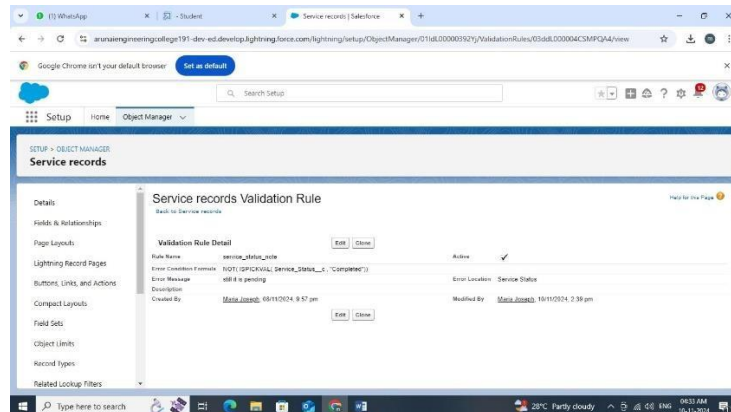 (1) WhatsApp
- Student
Service records | Salesforce
arunaiengineeringcollege191-dev-ed.develop.lightning.force.com/lightning/setup/ObjectManager/01IdL00000392Yj/ValidationRules/03ddL000004CSMPQA4/view
Google Chrome isn't your default browser Set as default
Search Setup
Setup Home Object Manager
SETUP > OBJECT MANAGER
Service records
Details
Fields & Relationships
Page Layouts
Lightning Record Pages
Buttons, Links, and Actions
Compact Layouts
Field Sets
Object Limits
Record Types
Related Lookup Filters
Service records Validation Rule
Help for this Page
Back to Service records
Validation Rule Detail Edit Clone
Rule Name service_status_note Active ✓
Error Condition Formula NOT( ISPICKVAL( Service_Status__c , "Completed"))
Error Message still it is pending Error Location Service Status
Description
Created By Maria Joseph, 08/11/2024, 9:57 pm Modified By Maria Joseph, 10/11/2024, 2:39 pm
Edit Clone
Type here to search
28°C Partly cloudy
ENG
04:33 AM
10-11-2024